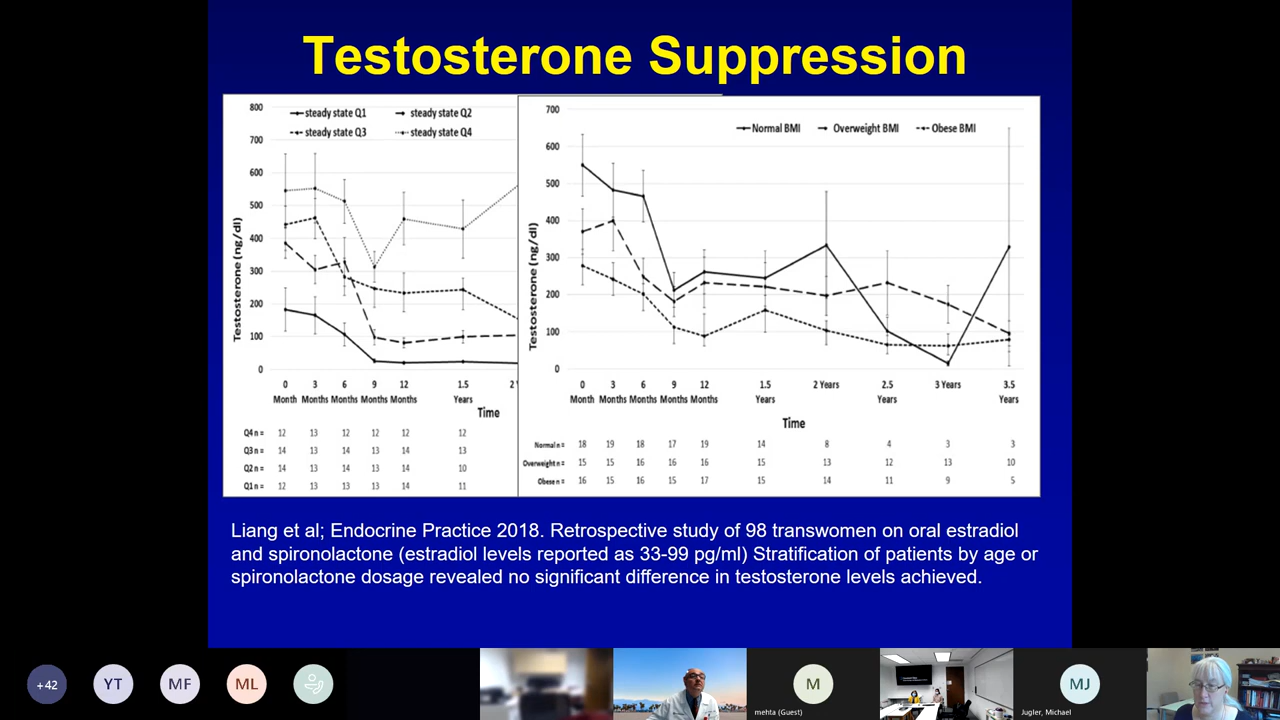 Testosterone Suppression
800
700
600
500
400
300
200
100
0
Testosterone (ng/dl)
steady state Q1
steady state Q2
steady state Q3
steady state Q4
0 3 6 9 12 1.5 2
Month Months Months Months Months Years
Time
Q4 n = 12 13 12 12 12 12
Q3 n = 14 13 14 13 14 13
Q2 n = 14 13 14 13 14 10
Q1 n = 12 13 13 13 14 11
700
600
500
400
300
200
100
0
Testosterone (ng/dl)
Normal BMI Overweight BMI Obese BMI
0 3 6 9 12 1.5 2 Years 2.5 3 Years 3.5
Month Months Months Months Months Years Years Years
Time
Normal n = 18 19 18 17 19 14 8 4 3 3
Overweight n = 15 15 16 16 16 15 13 12 13 10
Obese n = 16 15 16 15 17 15 14 11 9 5
Liang et al; Endocrine Practice 2018. Retrospective study of 98 transwomen on oral estradiol
and spironolactone (estradiol levels reported as 33-99 pg/ml) Stratification of patients by age or
spironolactone dosage revealed no significant difference in testosterone levels achieved.
+42
YT
MF
ML
M
mehta (Guest)
MJ
Jugler, Michael